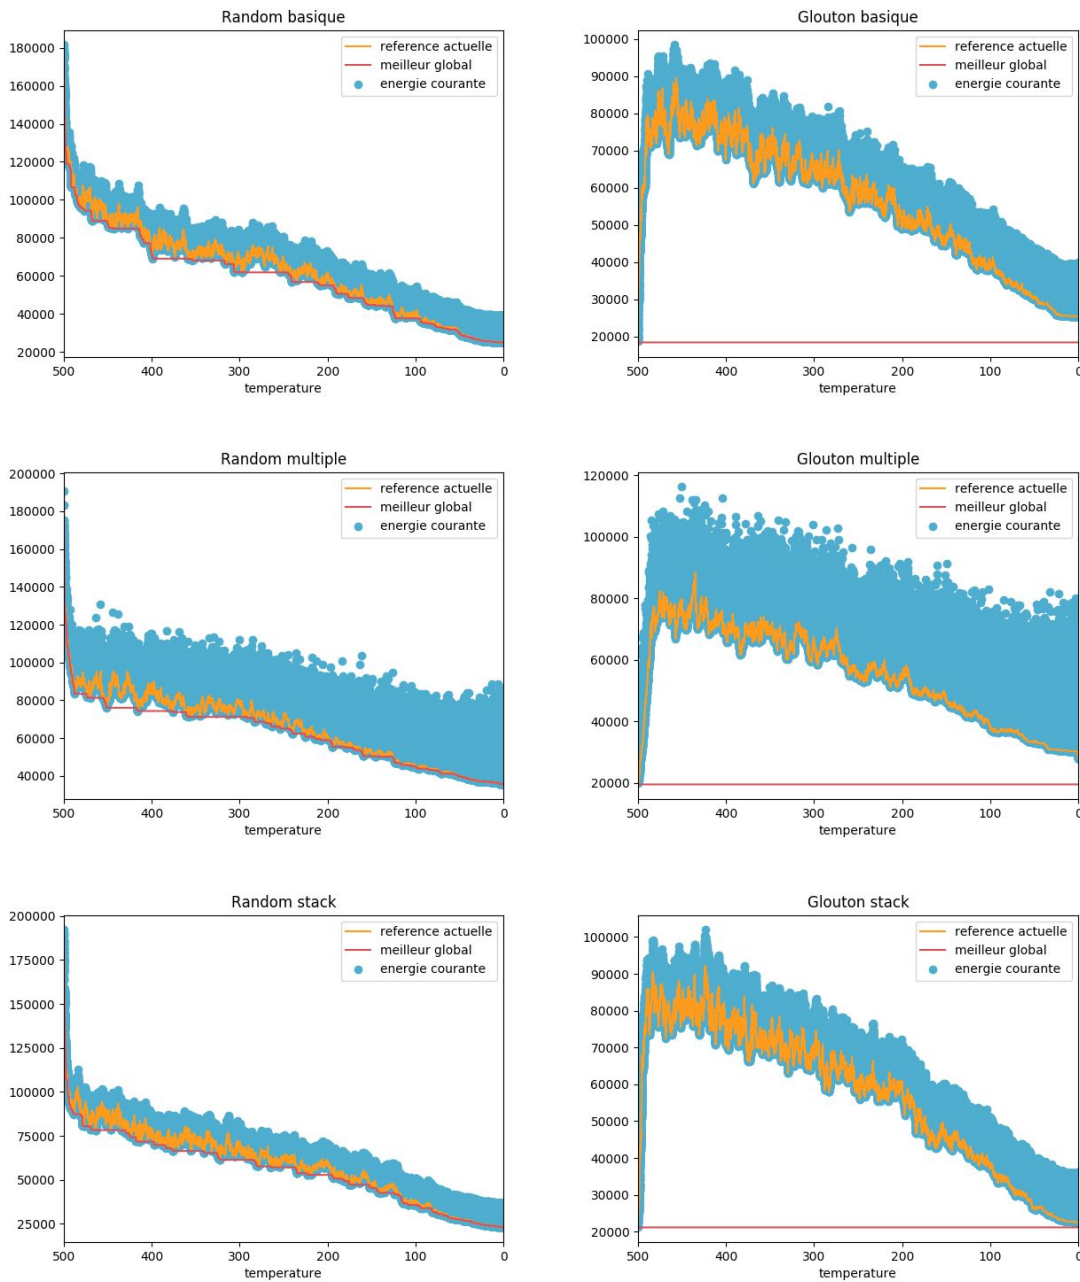 Random basique
180000
160000
140000
120000
100000
80000
60000
40000
20000
reference actuelle
meilleur global
energie courante
500 400 300 200 100 0
temperature
Glouton basique
100000
90000
80000
70000
60000
50000
40000
30000
20000
reference actuelle
meilleur global
energie courante
500 400 300 200 100 0
temperature
Random multiple
200000
180000
160000
140000
120000
100000
80000
60000
40000
reference actuelle
meilleur global
energie courante
500 400 300 200 100 0
temperature
Glouton multiple
120000
100000
80000
60000
40000
20000
reference actuelle
meilleur global
energie courante
500 400 300 200 100 0
temperature
Random stack
200000
175000
150000
125000
100000
75000
50000
25000
reference actuelle
meilleur global
energie courante
500 400 300 200 100 0
temperature
Glouton stack
100000
90000
80000
70000
60000
50000
40000
30000
20000
reference actuelle
meilleur global
energie courante
500 400 300 200 100 0
temperature